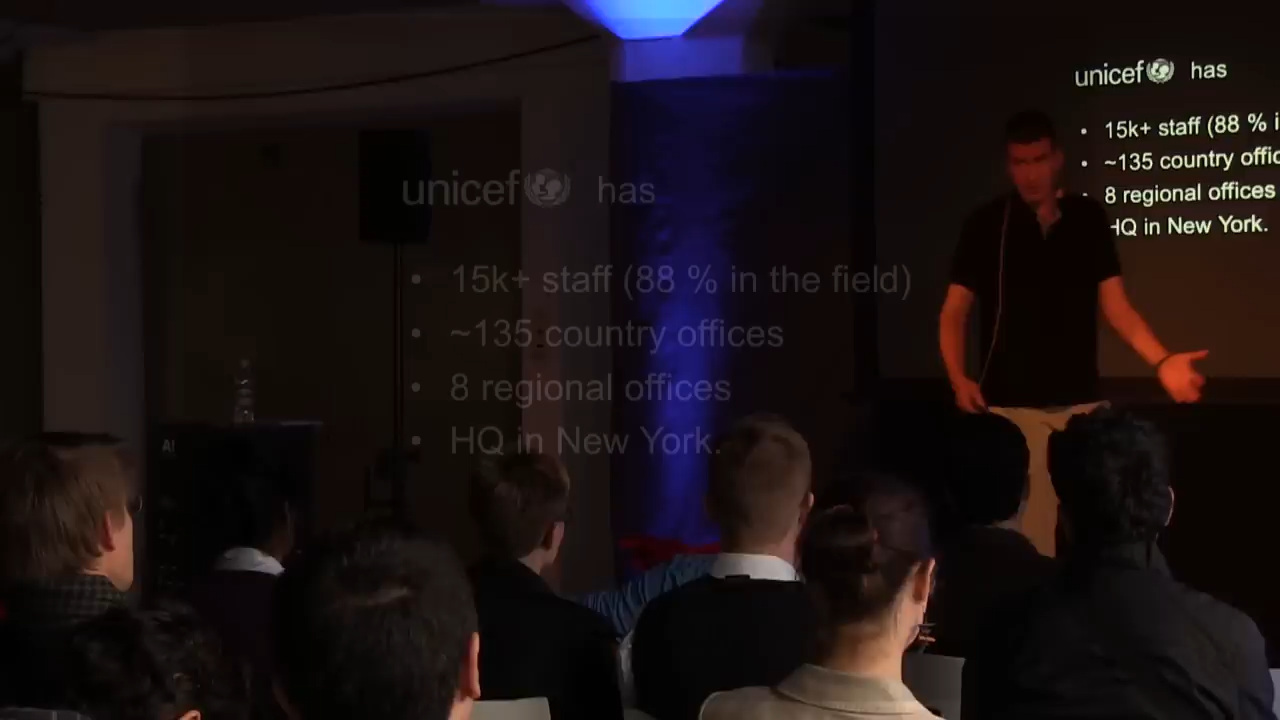 unicef has
• 15k+ staff (88 % in the field)
• ~135 country offices
• 8 regional offices
• HQ in New York.
unicef has
• 15k+ staff (88 % i
• ~135 country offic
• 8 regional offices
HQ in New York.